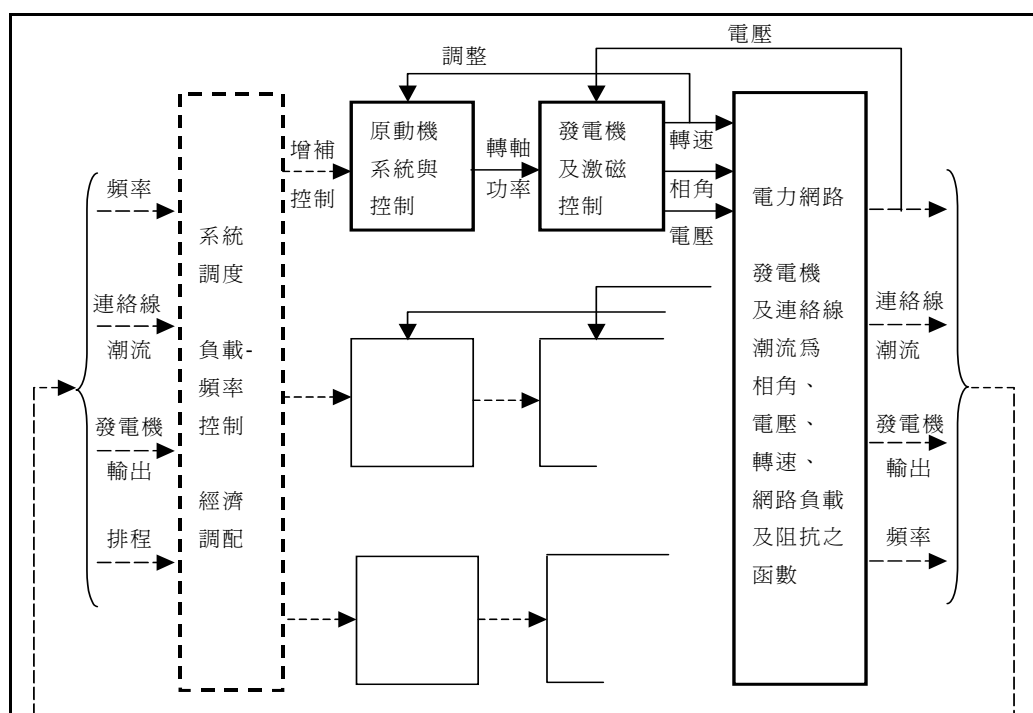 電壓
調整
原動機
系統與
控制
發電機
及激磁
控制
增補
控制
轉軸
功率
轉速
相角
電壓
頻率
連絡線
潮流
發電機
輸出
排程
系統
調度
負載-
頻率
控制
經濟
調配
電力網路
發電機
及連絡線
潮流爲
相角、
電壓、
轉速、
網路負載
及阻抗之
函數
連絡線
潮流
發電機
輸出
頻率